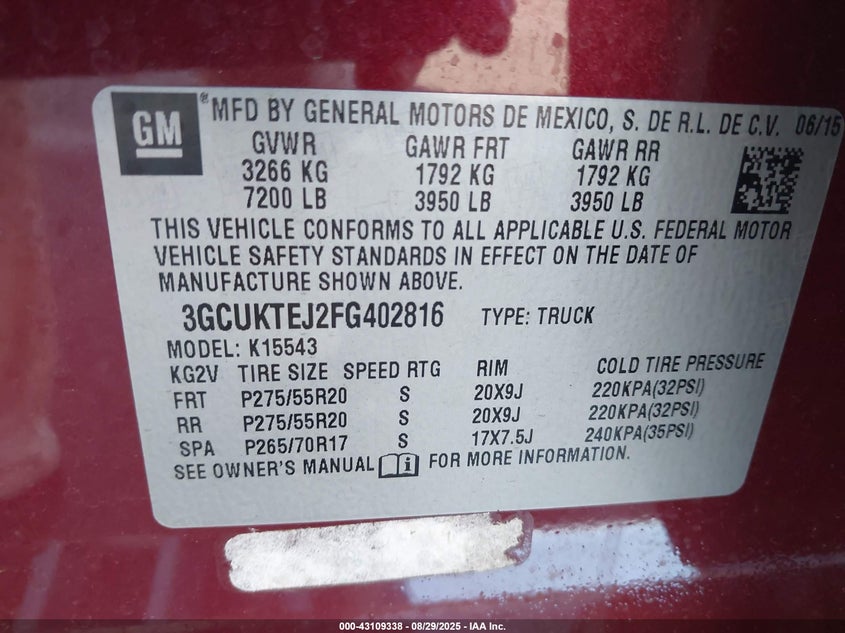 GM ® MFD BY GENERAL MOTORS DE MEXICO, S. DE R.L. DE C.V. 06/15
GVWR GAWR FRT GAWR RR
3266 KG 1792 KG 1792 KG
7200 LB 3950 LB 3950 LB
THIS VEHICLE CONFORMS TO ALL APPLICABLE U.S. FEDERAL MOTOR
VEHICLE SAFETY STANDARDS IN EFFECT ON THE DATE OF
MANUFACTURE SHOWN ABOVE.
3GCUKTEJ2FG402816 TYPE: TRUCK
MODEL: K15543
KG2V TIRE SIZE SPEED RTG RIM COLD TIRE PRESSURE
FRT P275/55R20 S 20X9J 220KPA(32PSI)
RR P275/55R20 S 20X9J 220KPA(32PSI)
SPA P265/70R17 S 17X7.5J 240KPA(35PSI)
SEE OWNER'S MANUAL FOR MORE INFORMATION.
000-43109338 - 08/29/2025 - IAA Inc.